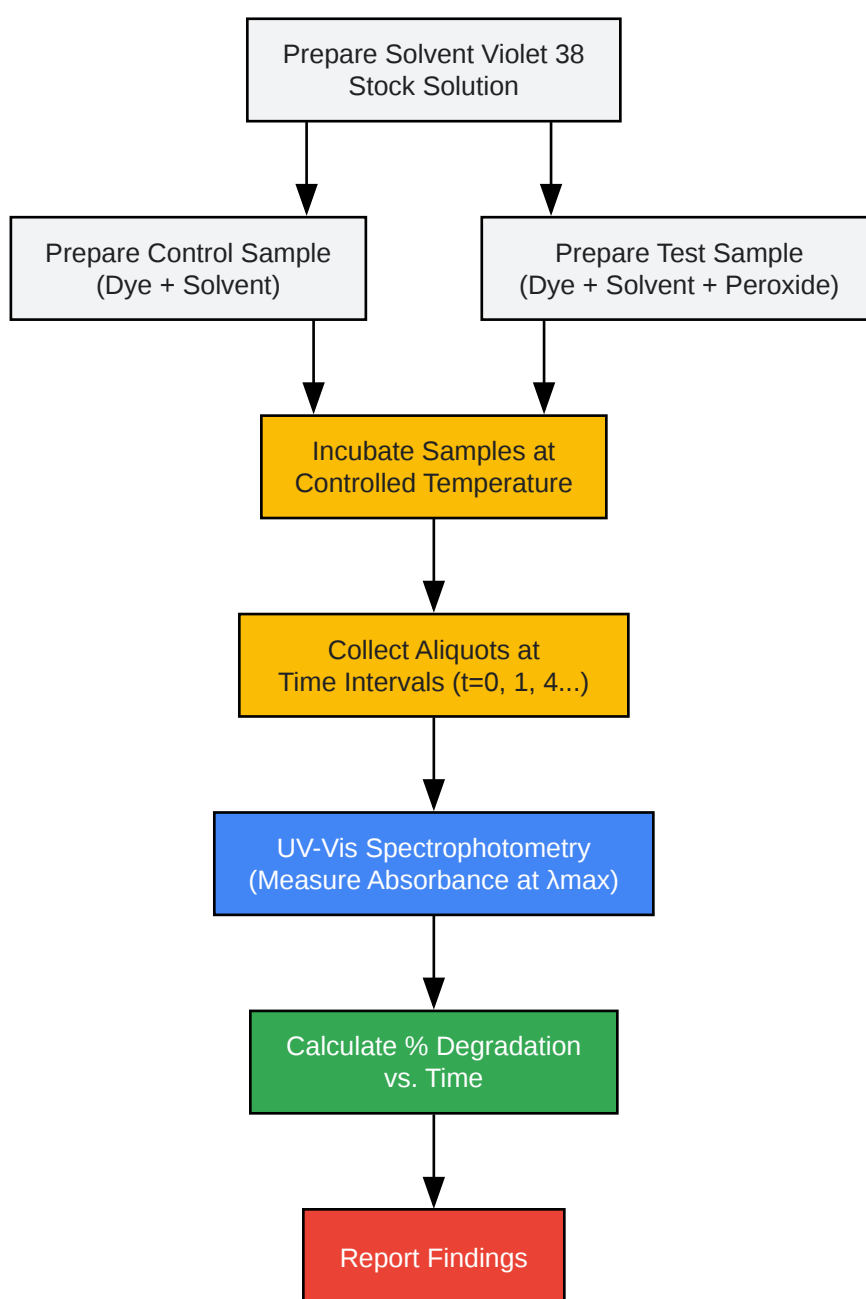 Prepare Solvent Violet 38
Stock Solution
Prepare Control Sample
(Dye + Solvent)
Prepare Test Sample
(Dye + Solvent + Peroxide)
Incubate Samples at
Controlled Temperature
Collect Aliquots at
Time Intervals (t=0, 1, 4...)
UV-Vis Spectrophotometry
(Measure Absorbance at λmax)
Calculate % Degradation
vs. Time
Report Findings